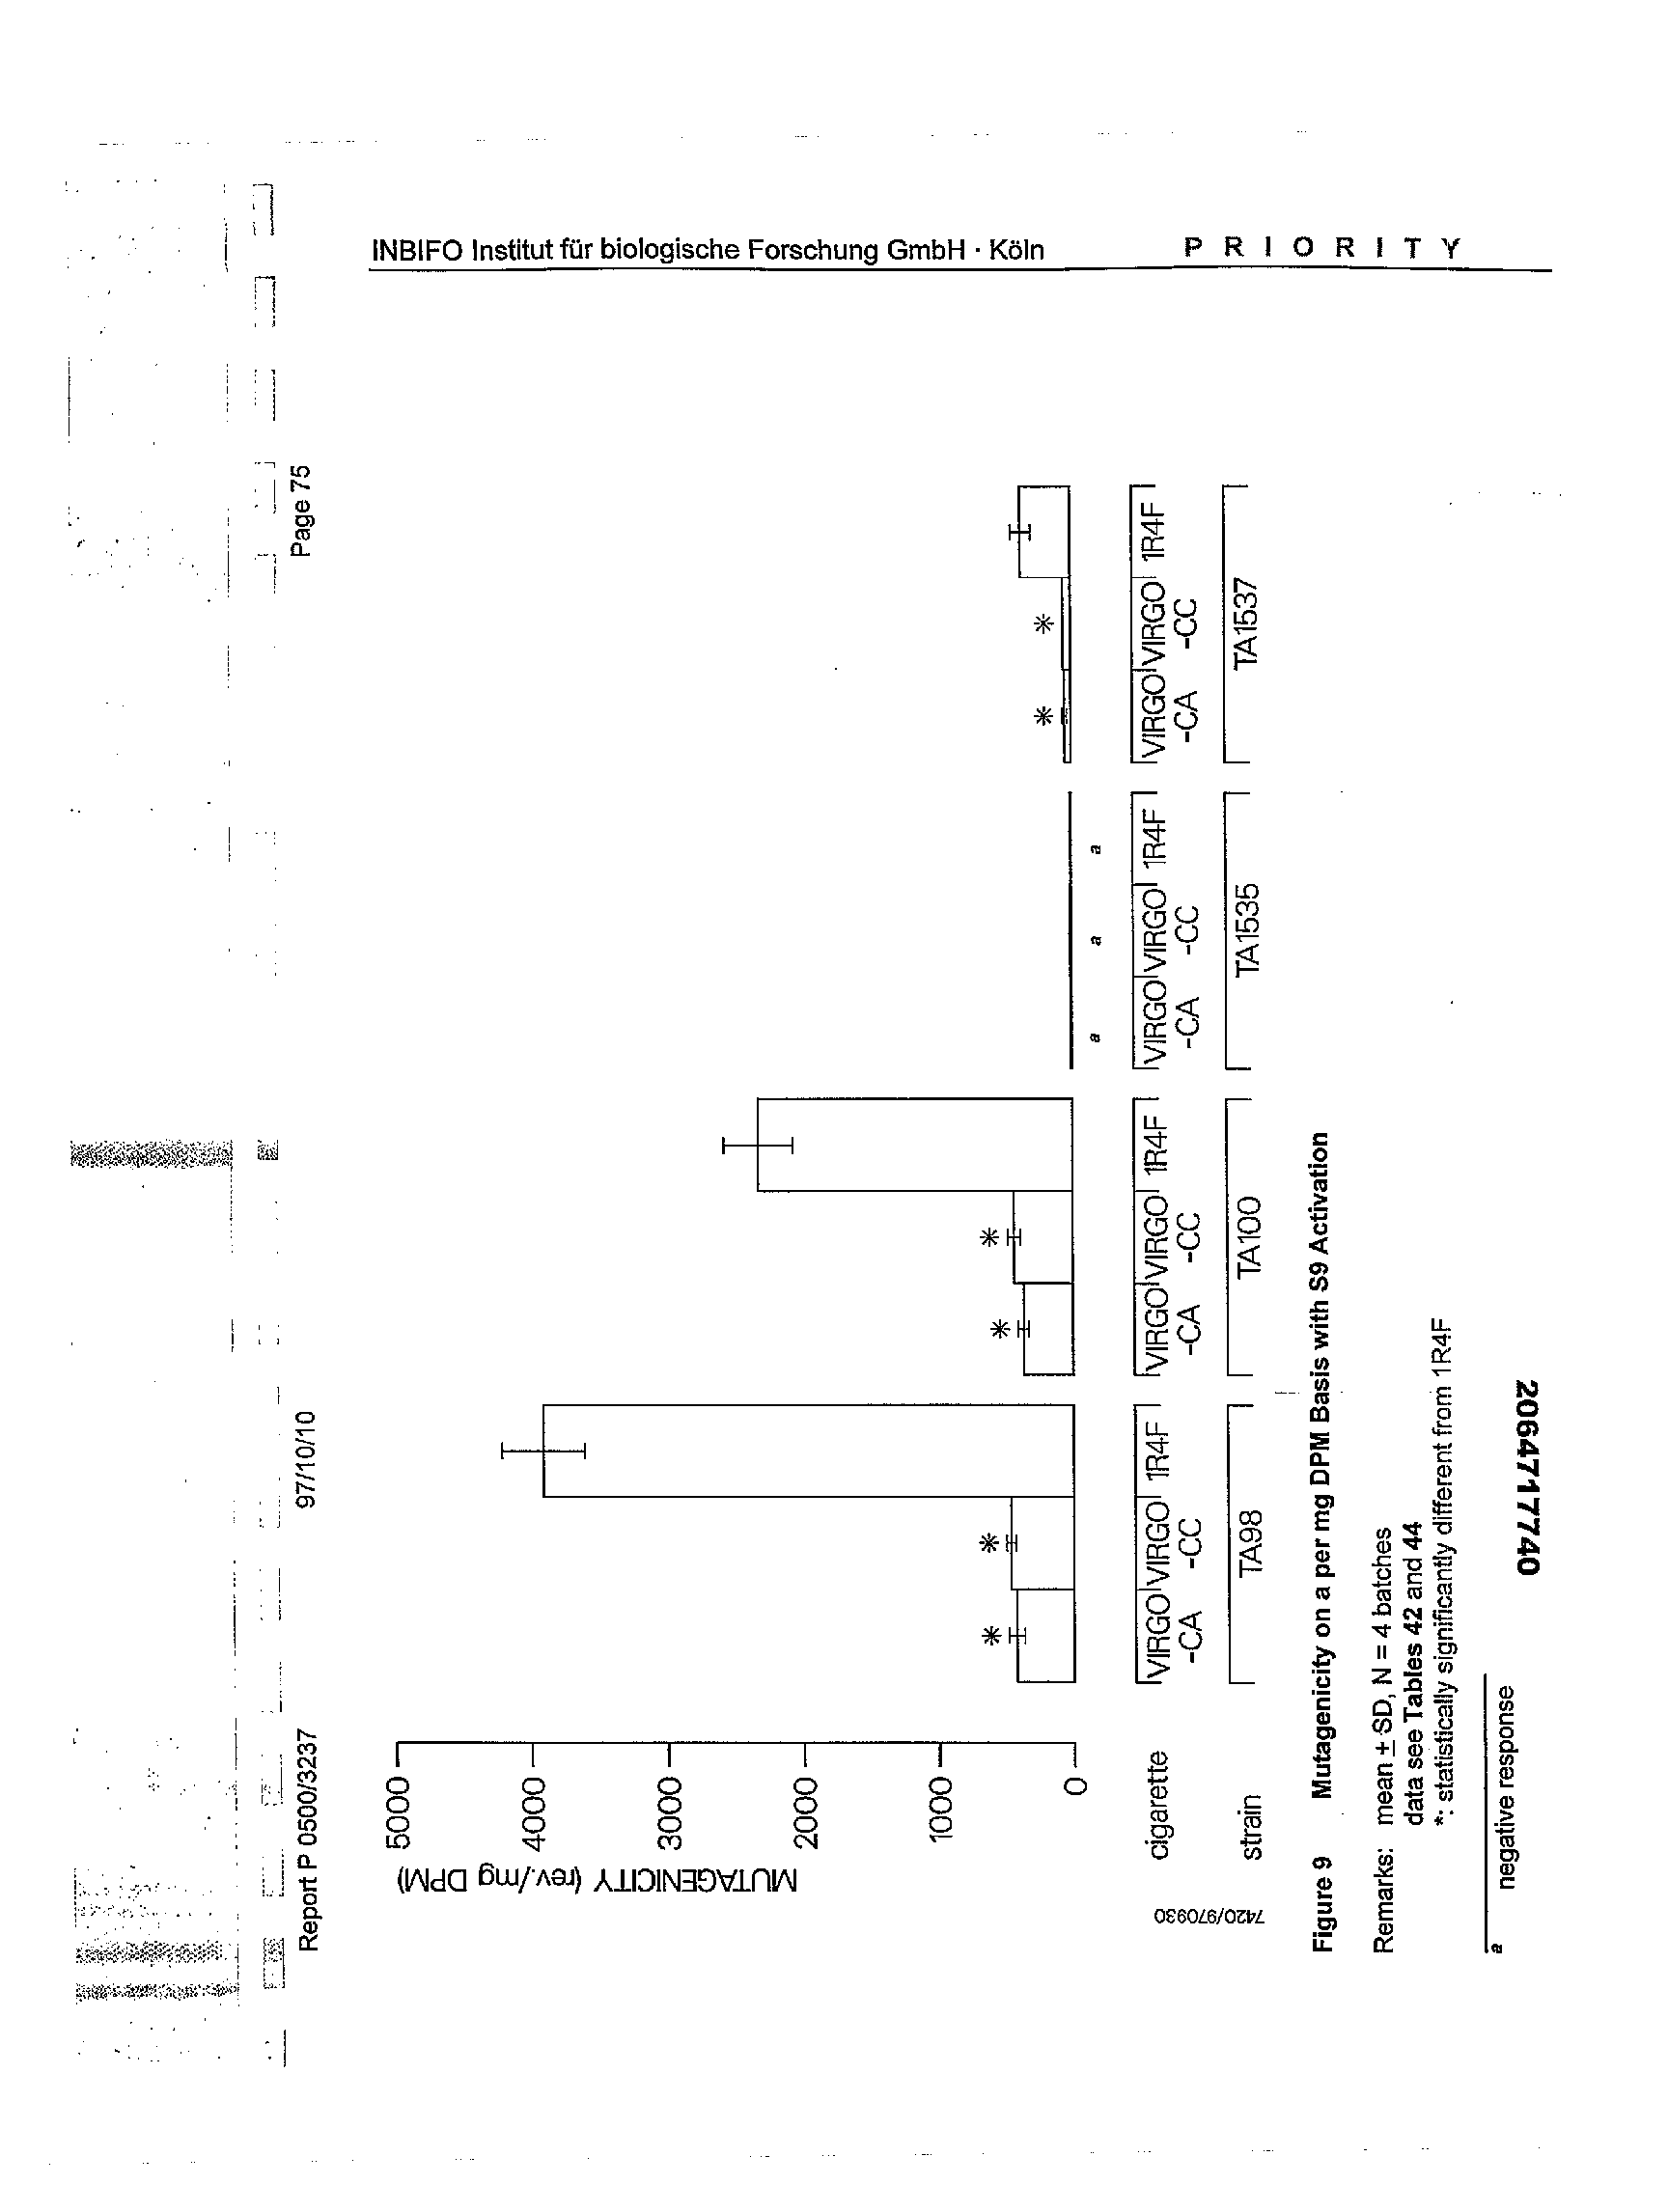 INBIFO Institut für biologische Forschung GmbH · Köln P R I O R I T Y
Report P 0500/3237 97/10/10 Page 75
MUTAGENICITY (rev./mg DPM)
5000
4000
3000
2000
1000
0
* * * * * *
a a a
cigarette VIRGO VIRGO 1R4F VIRGO VIRGO 1R4F VIRGO VIRGO 1R4F VIRGO VIRGO 1R4F
-CA -CC -CA -CC -CA -CC -CA -CC
strain TA98 TA100 TA1535 TA1537
7420/970930
Figure 9 Mutagenicity on a per mg DPM Basis with S9 Activation
Remarks: mean ± SD, N = 4 batches
data see Tables 42 and 44
*: statistically significantly different from 1R4F
a negative response
2064717740